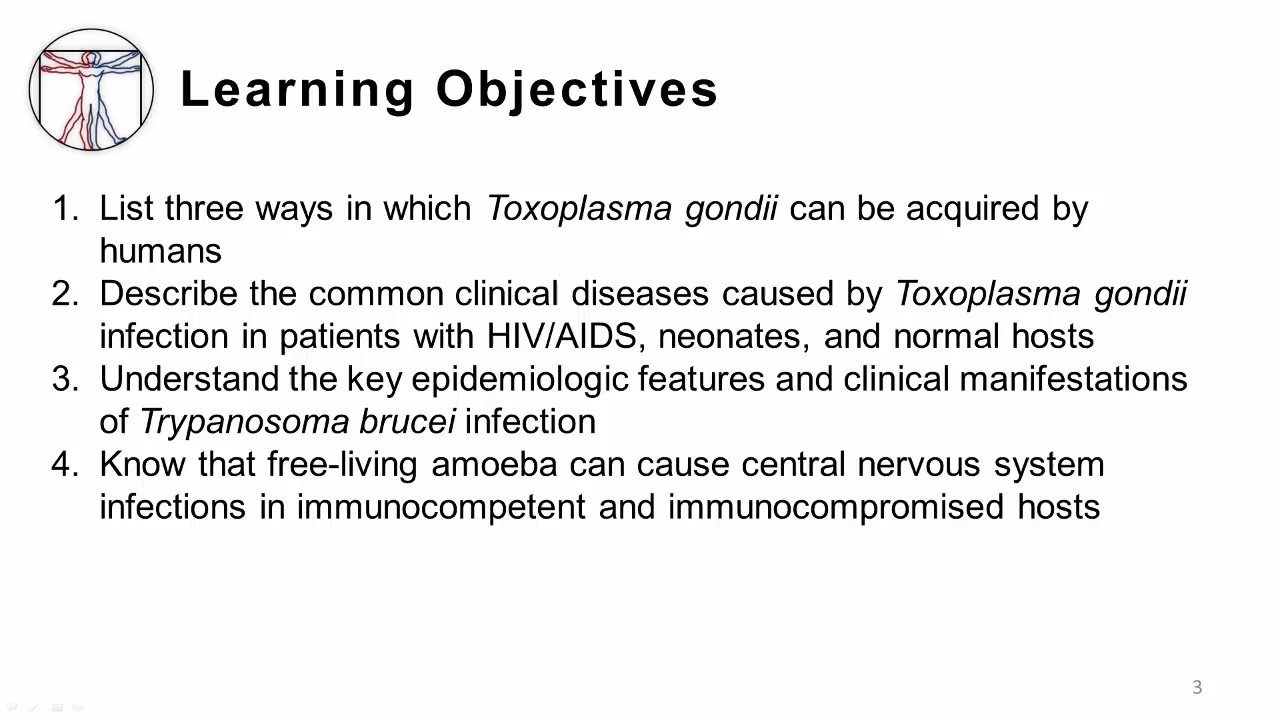 Learning Objectives
1. List three ways in which Toxoplasma gondii can be acquired by
humans
2. Describe the common clinical diseases caused by Toxoplasma gondii
infection in patients with HIV/AIDS, neonates, and normal hosts
3. Understand the key epidemiologic features and clinical manifestations
of Trypanosoma brucei infection
4. Know that free-living amoeba can cause central nervous system
infections in immunocompetent and immunocompromised hosts
3